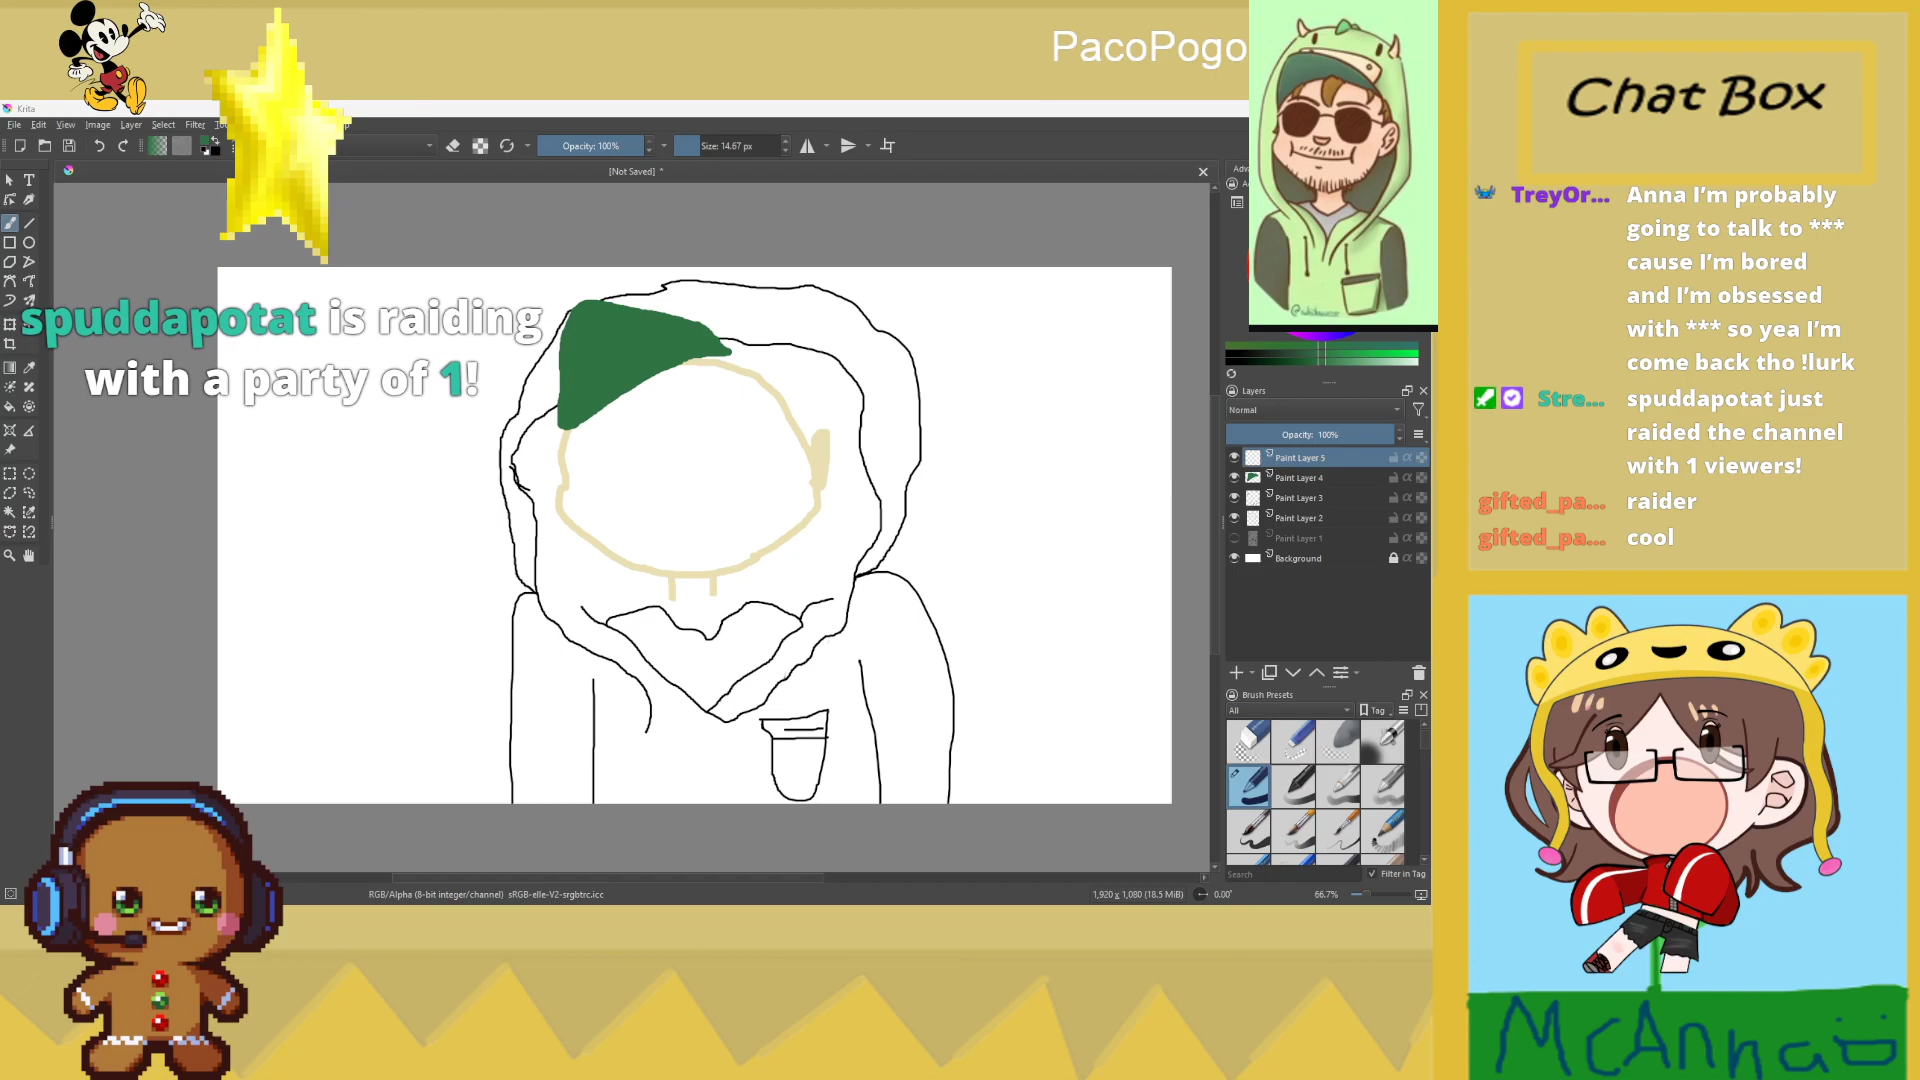 PacoPogo
Chat Box
Krita
File Edit View Image Layer Select Filter
Opacity: 100%
Size: 14.67 px
[Not Saved] *
spuddapotat is raiding
with a party of 1!
TreyOr... Anna I'm probably
going to talk to ***
cause I'm bored
and I'm obsessed
with *** so yea I'm
come back tho !lurk
Stre... spuddapotat just
raided the channel
with 1 viewers!
gifted_pa... raider
gifted_pa... cool
Layers
Normal
Opacity: 100%
Paint Layer 5
Paint Layer 4
Paint Layer 3
Paint Layer 2
Paint Layer 1
Background
Brush Presets
All
Tag
Search
Filter in Tag
RGB/Alpha (8-bit integer/channel) sRGB-elle-V2-srgbtrc.icc
1,920 x 1,080 (18.5 MiB)
0.00°
66.7%
McAnna